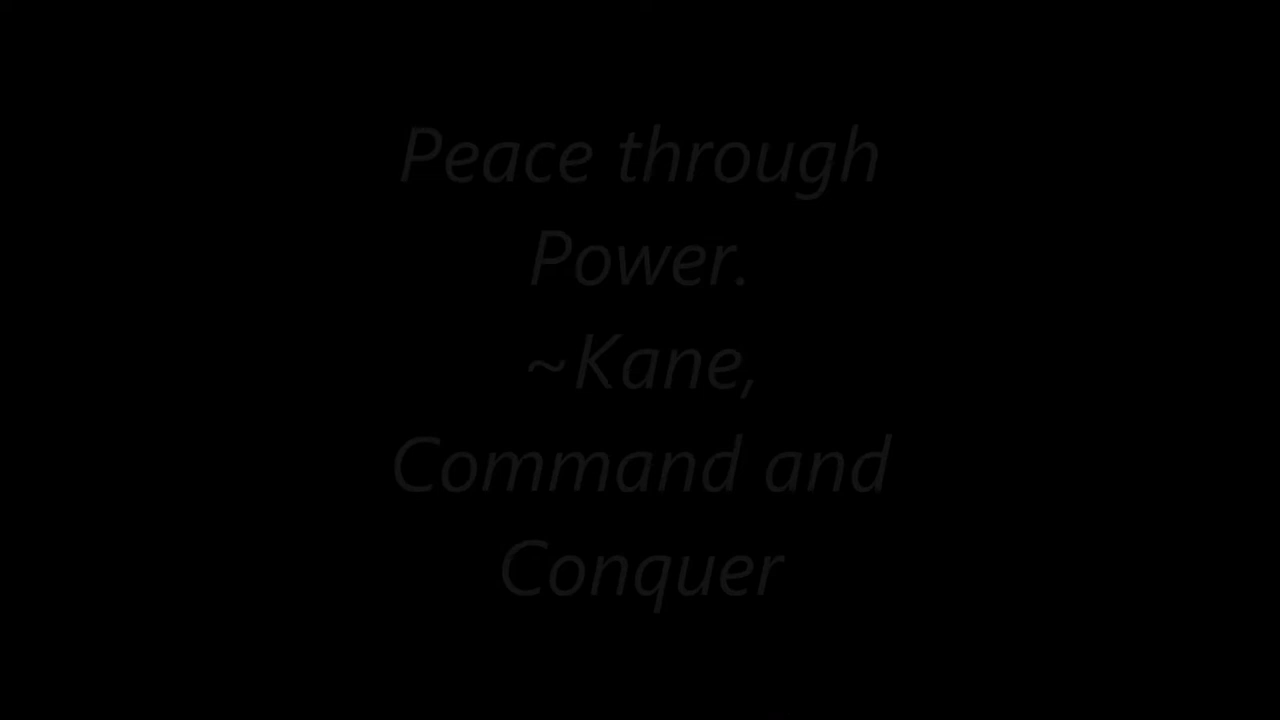 Peace through
Power.
~Kane,
Command and
Conquer